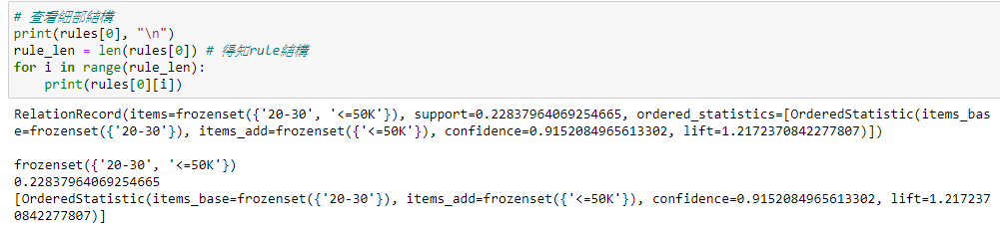 # 查看細部結構
print(rules[0], "\n")
rule_len = len(rules[0]) # 得知rule結構
for i in range(rule_len):
    print(rules[0][i])
RelationRecord(items=frozenset({'20-30', '<=50K'}), support=0.22837964069254665, ordered_statistics=[OrderedStatistic(items_bas
e=frozenset({'20-30'}), items_add=frozenset({'<=50K'}), confidence=0.9152084965613302, lift=1.2172370842277807)])
frozenset({'20-30', '<=50K'})
0.22837964069254665
[OrderedStatistic(items_base=frozenset({'20-30'}), items_add=frozenset({'<=50K'}), confidence=0.9152084965613302, lift=1.217237
0842277807)]